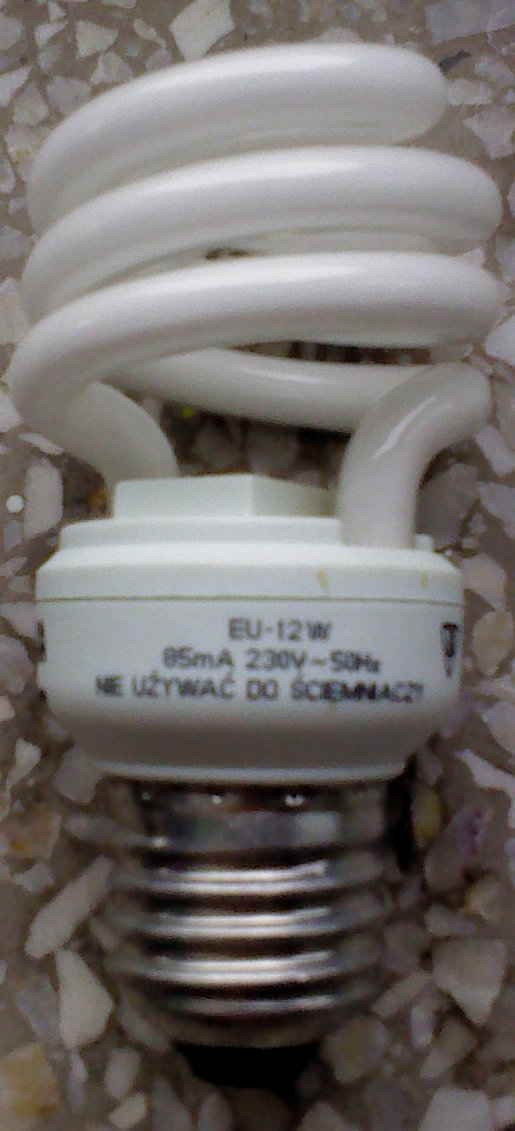 EU-12W
85mA 230V~50Hz
NIE UŻYWAĆ DO ŚCIEMNIACZY